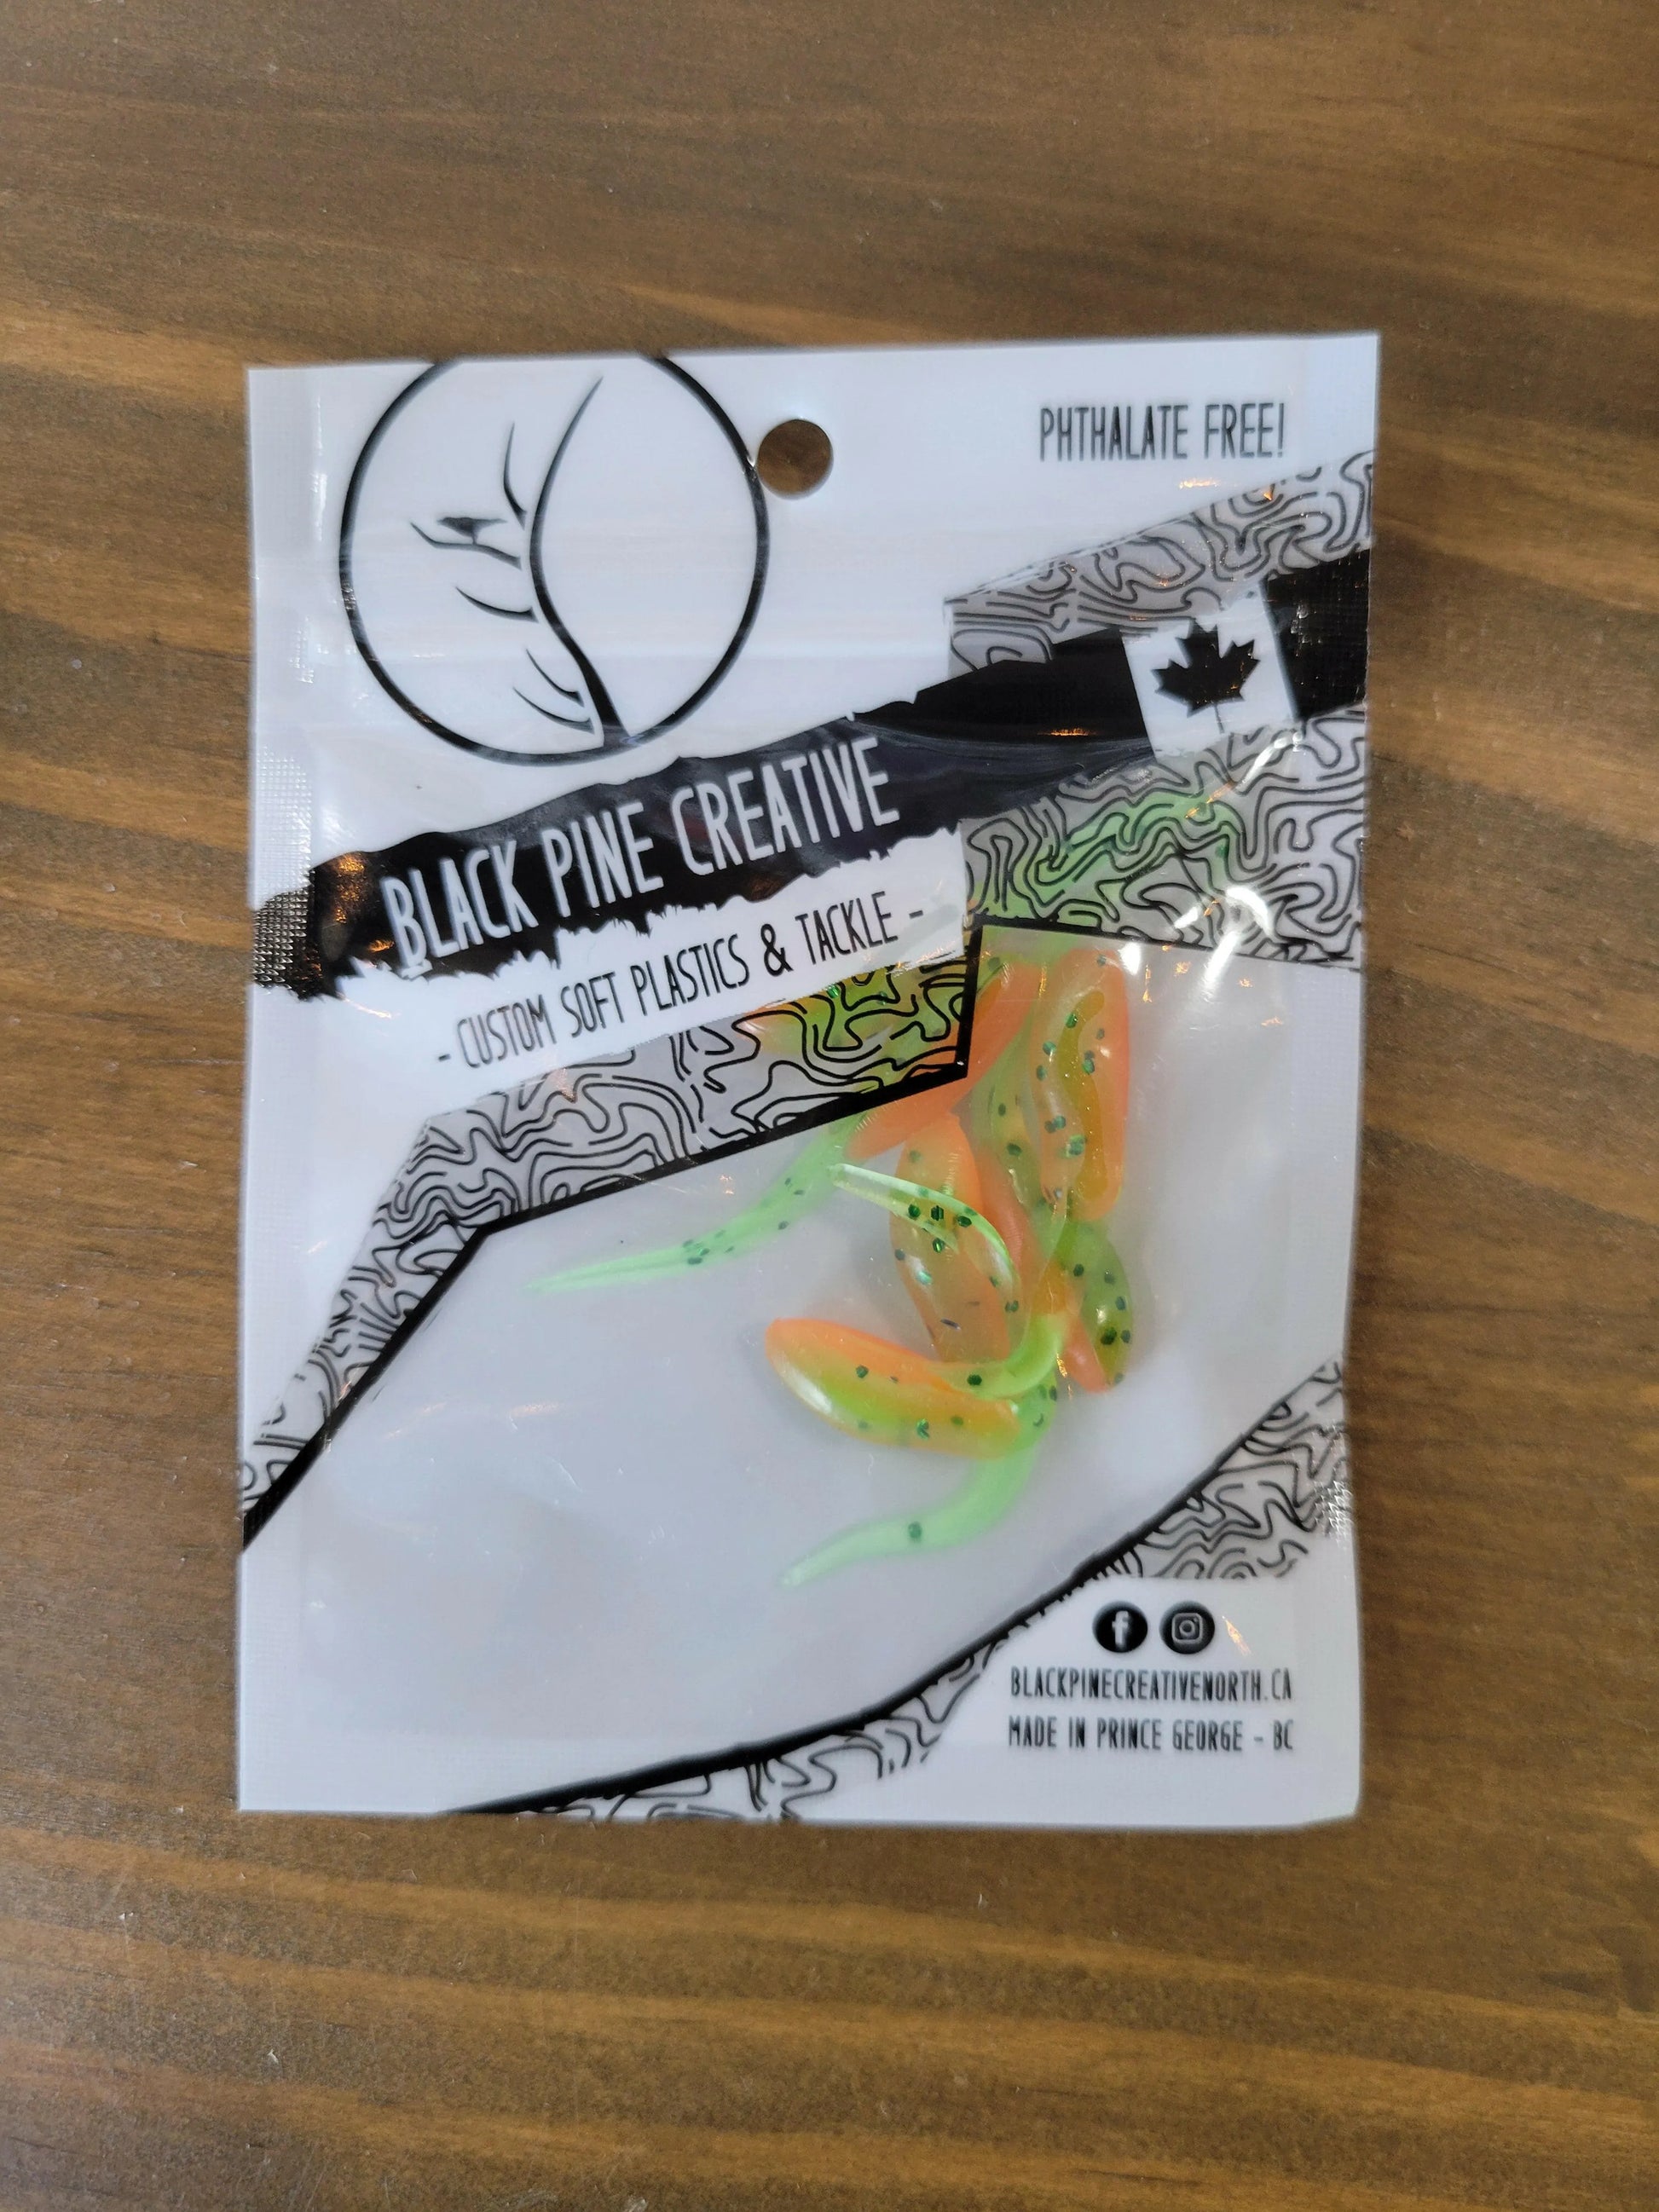 PHTHALATE FREE!
BLACK PINE CREATIVE
- CUSTOM SOFT PLASTICS & TACKLE -
BLACKPINECREATIVENORTH.CA
MADE IN PRINCE GEORGE - BC